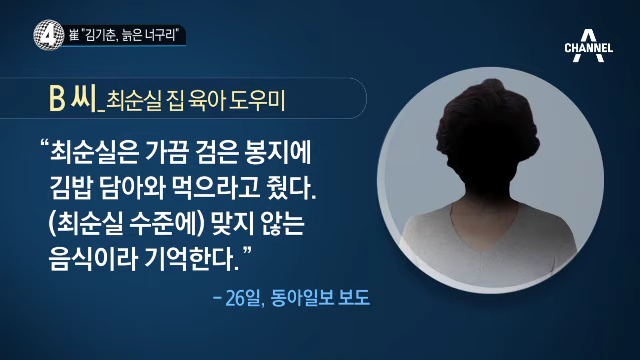 4 崔 "김기춘, 늙은 너구리"
CHANNEL A
B 씨_최순실 집 육아 도우미
“최순실은 가끔 검은 봉지에
김밥 담아와 먹으라고 줬다.
(최순실 수준에) 맞지 않는
음식이라 기억한다.”
- 26일, 동아일보 보도